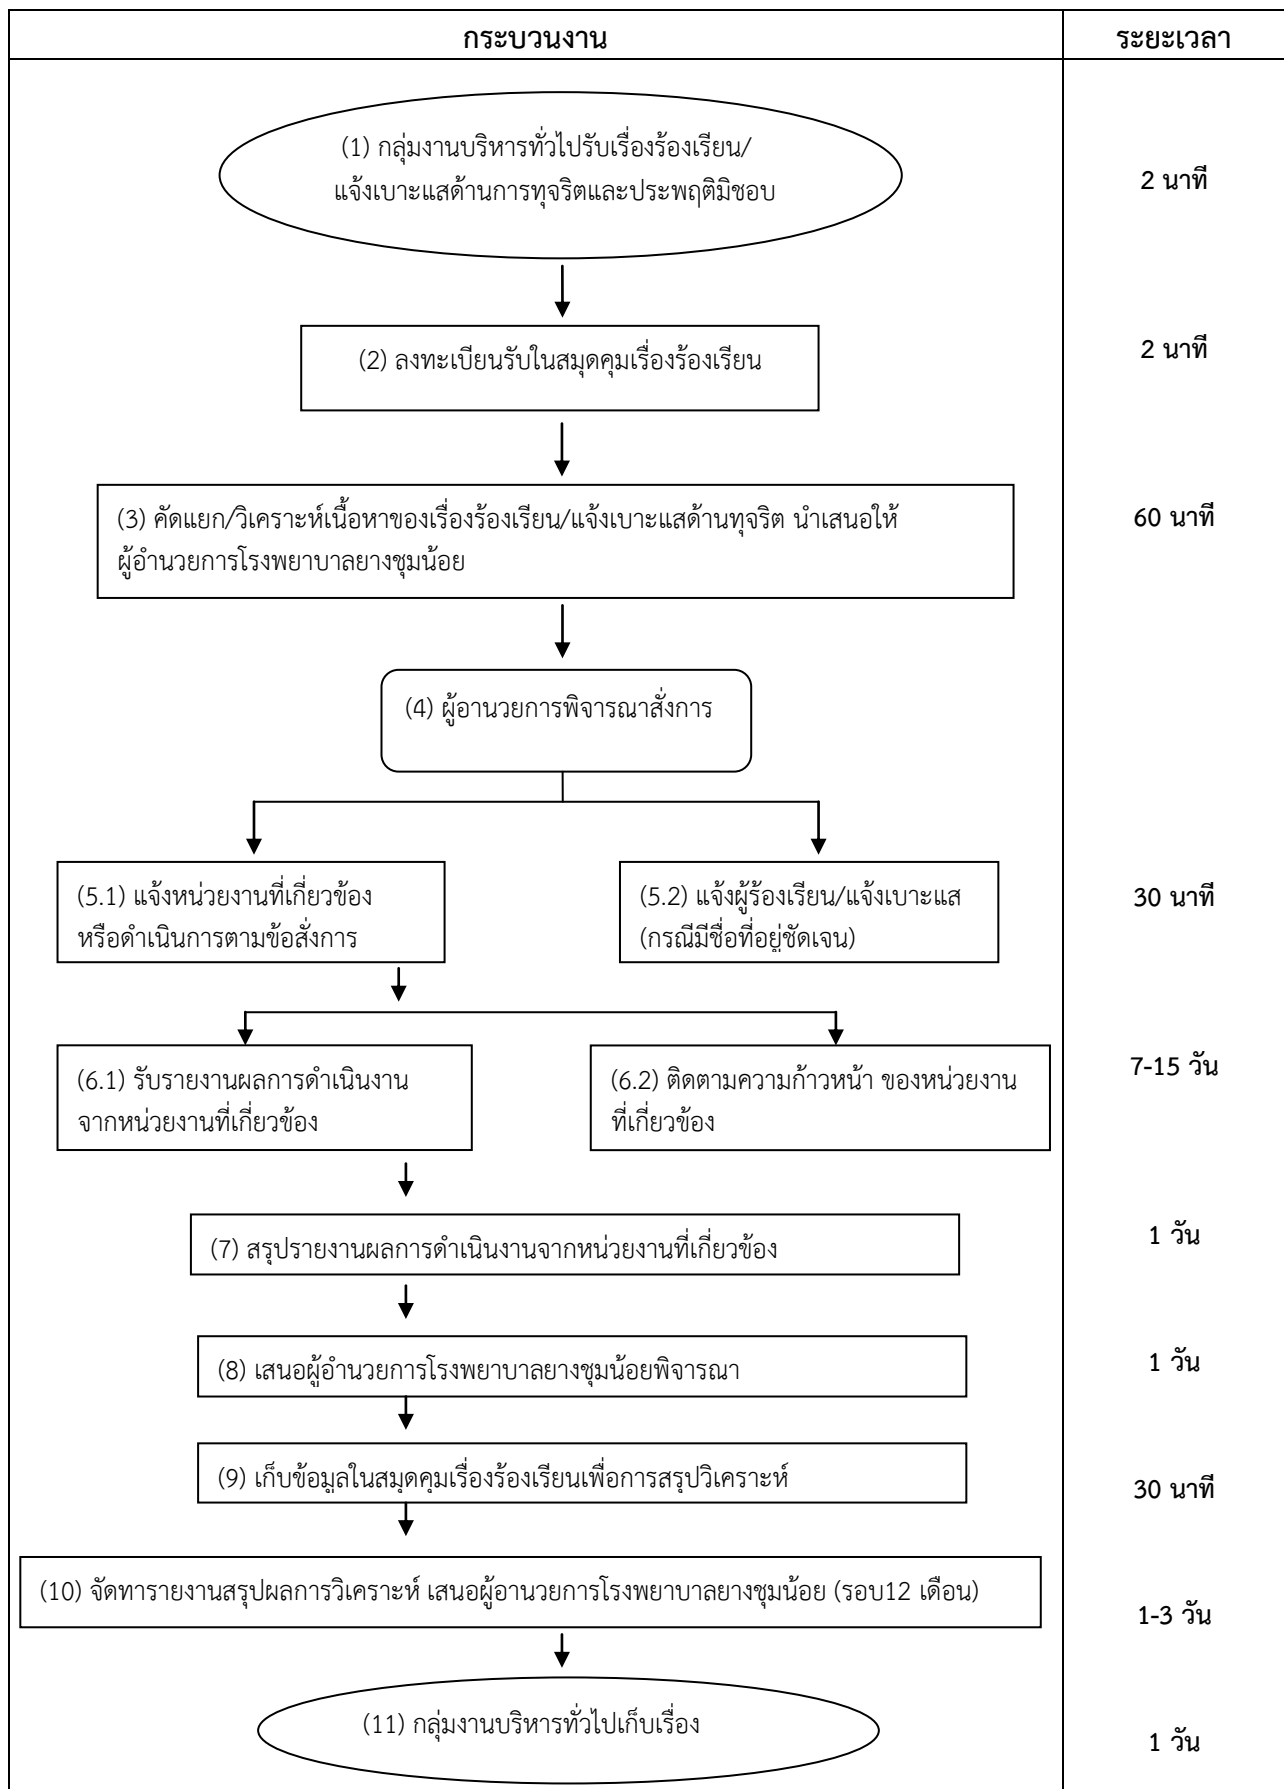 กระบวนงาน
ระยะเวลา
(1) กลุ่มงานบริหารทั่วไปรับเรื่องร้องเรียน/
แจ้งเบาะแสด้านการทุจริตและประพฤติมิชอบ
2 นาที
(2) ลงทะเบียนรับในสมุดคุมเรื่องร้องเรียน
2 นาที
(3) คัดแยก/วิเคราะห์เนื้อหาของเรื่องร้องเรียน/แจ้งเบาะแสด้านทุจริต นำเสนอให้
ผู้อำนวยการโรงพยาบาลยางชุมน้อย
60 นาที
(4) ผู้อานวยการพิจารณาสั่งการ
(5.1) แจ้งหน่วยงานที่เกี่ยวข้อง
หรือดำเนินการตามข้อสั่งการ
(5.2) แจ้งผู้ร้องเรียน/แจ้งเบาะแส
(กรณีมีชื่อที่อยู่ชัดเจน)
30 นาที
(6.1) รับรายงานผลการดำเนินงาน
จากหน่วยงานที่เกี่ยวข้อง
(6.2) ติดตามความก้าวหน้า ของหน่วยงาน
ที่เกี่ยวข้อง
7-15 วัน
(7) สรุปรายงานผลการดำเนินงานจากหน่วยงานที่เกี่ยวข้อง
1 วัน
(8) เสนอผู้อำนวยการโรงพยาบาลยางชุมน้อยพิจารณา
1 วัน
(9) เก็บข้อมูลในสมุดคุมเรื่องร้องเรียนเพื่อการสรุปวิเคราะห์
30 นาที
(10) จัดทารายงานสรุปผลการวิเคราะห์ เสนอผู้อานวยการโรงพยาบาลยางชุมน้อย (รอบ12 เดือน)
1-3 วัน
(11) กลุ่มงานบริหารทั่วไปเก็บเรื่อง
1 วัน